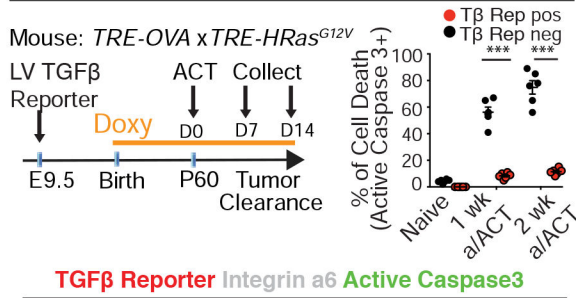 Mouse: TRE-OVA x TRE-HRasG12V
LV TGFβ
Reporter
ACT
Collect
Doxy
D0
D7
D14
E9.5
Birth
P60
Tumor
Clearance
Tβ Rep pos
Tβ Rep neg
***
***
% of Cell Death
(Active Caspase 3+)
100
80
60
40
20
0
Naive
1 wk
a/ACT
2 wk
a/ACT
TGFβ Reporter Integrin a6 Active Caspase3